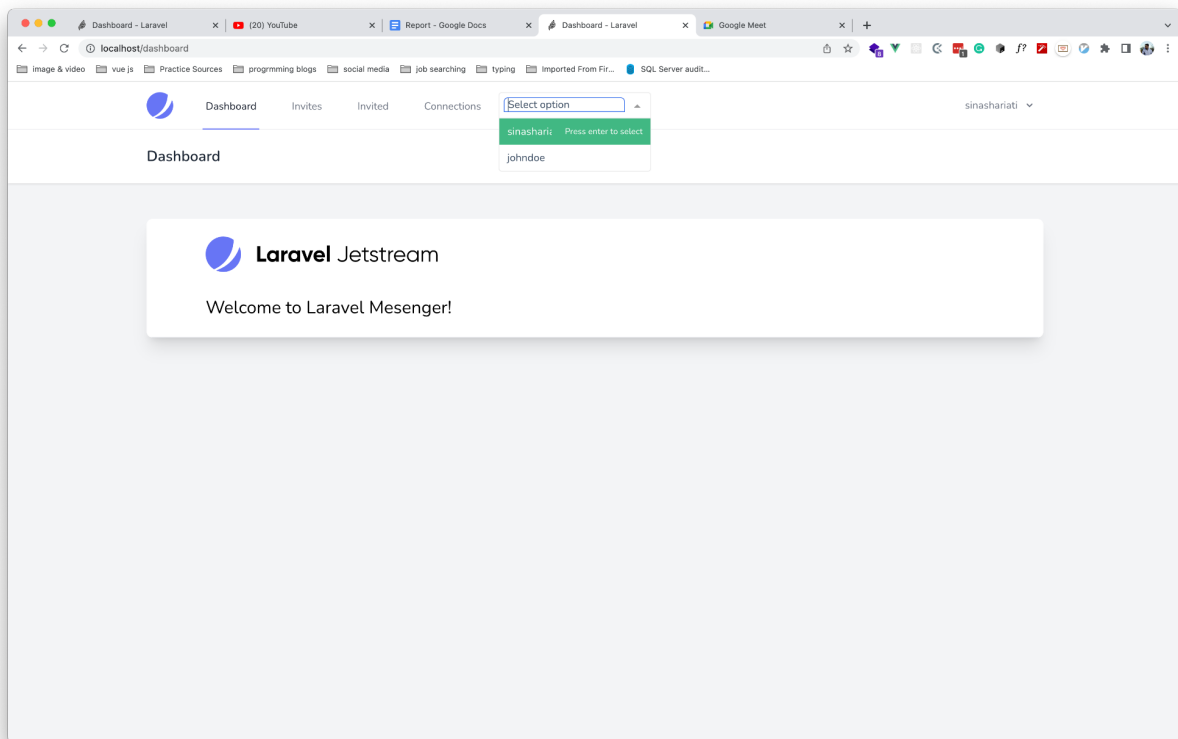 Dashboard - Laravel
(20) YouTube
Report - Google Docs
Dashboard - Laravel
Google Meet
localhost/dashboard
image & video
vue js
Practice Sources
progrmming blogs
social media
job searching
typing
Imported From Fir...
SQL Server audit...
Dashboard
Invites
Invited
Connections
Select option
sinashariati
sinasharia Press enter to select
johndoe
Dashboard
Laravel Jetstream
Welcome to Laravel Mesenger!